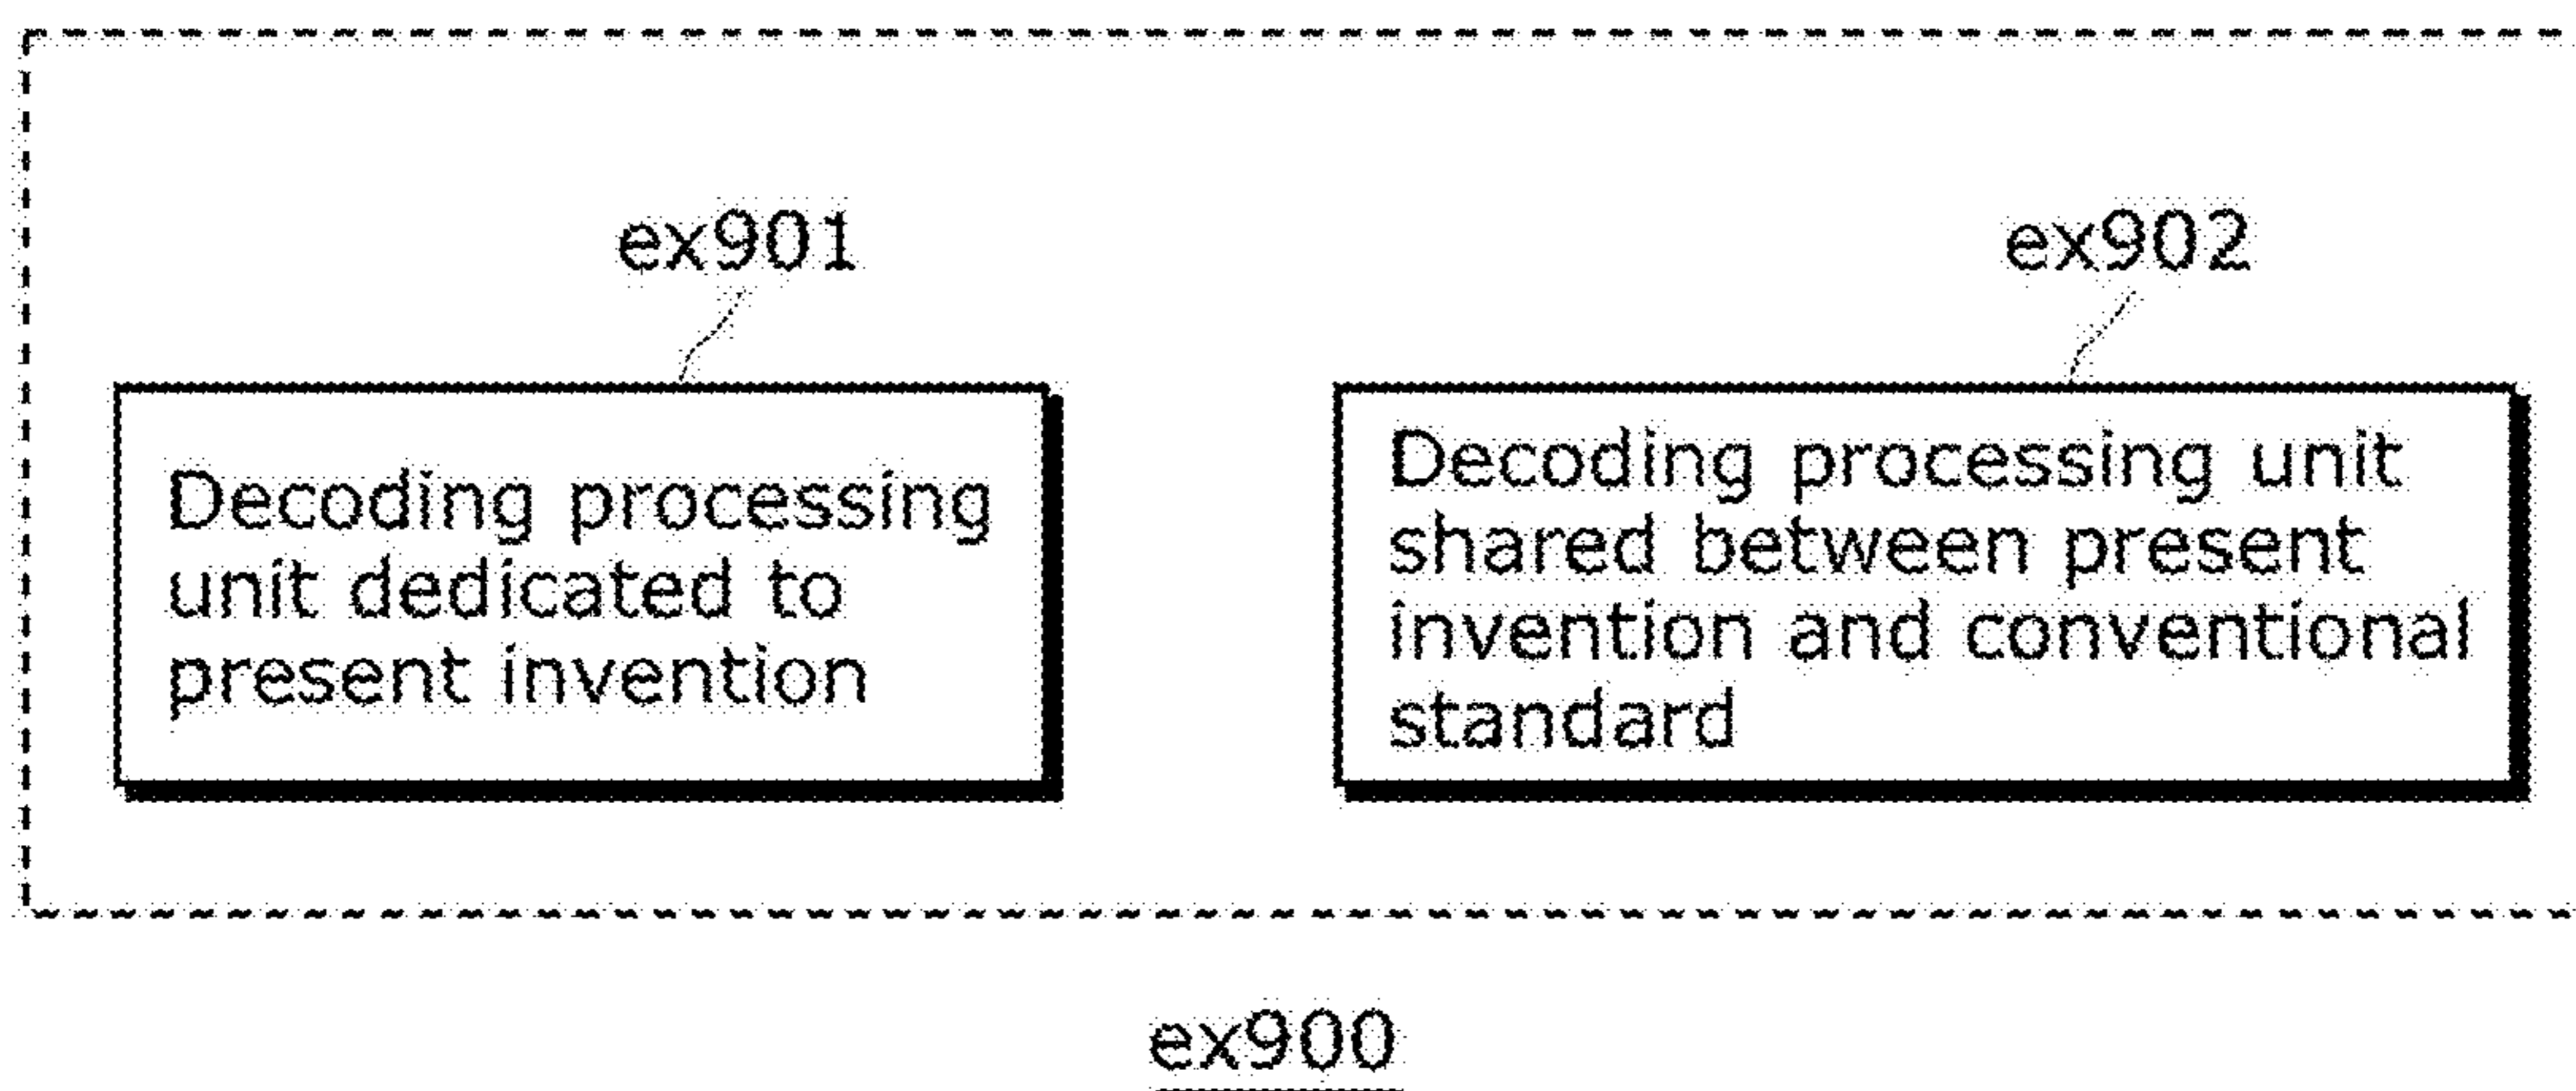 ex901
ex902
Decoding processing
unit dedicated to
present invention
Decoding processing unit
shared between present
invention and conventional
standard
ex900